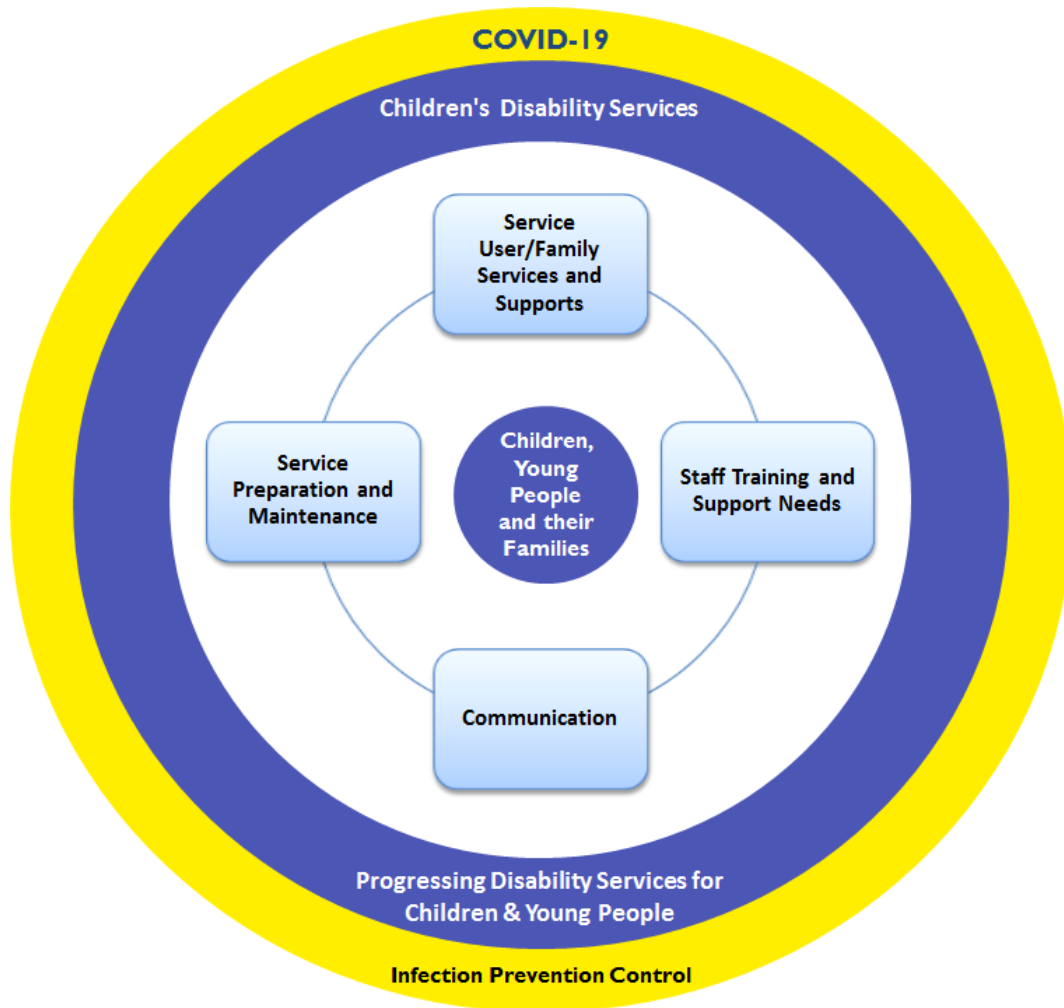 COVID-19
Children's Disability Services
Service
User/Family
Services and
Supports
Service
Preparation and
Maintenance
Children,
Young
People
and their
Families
Staff Training and
Support Needs
Communication
Progressing Disability Services for
Children & Young People
Infection Prevention Control